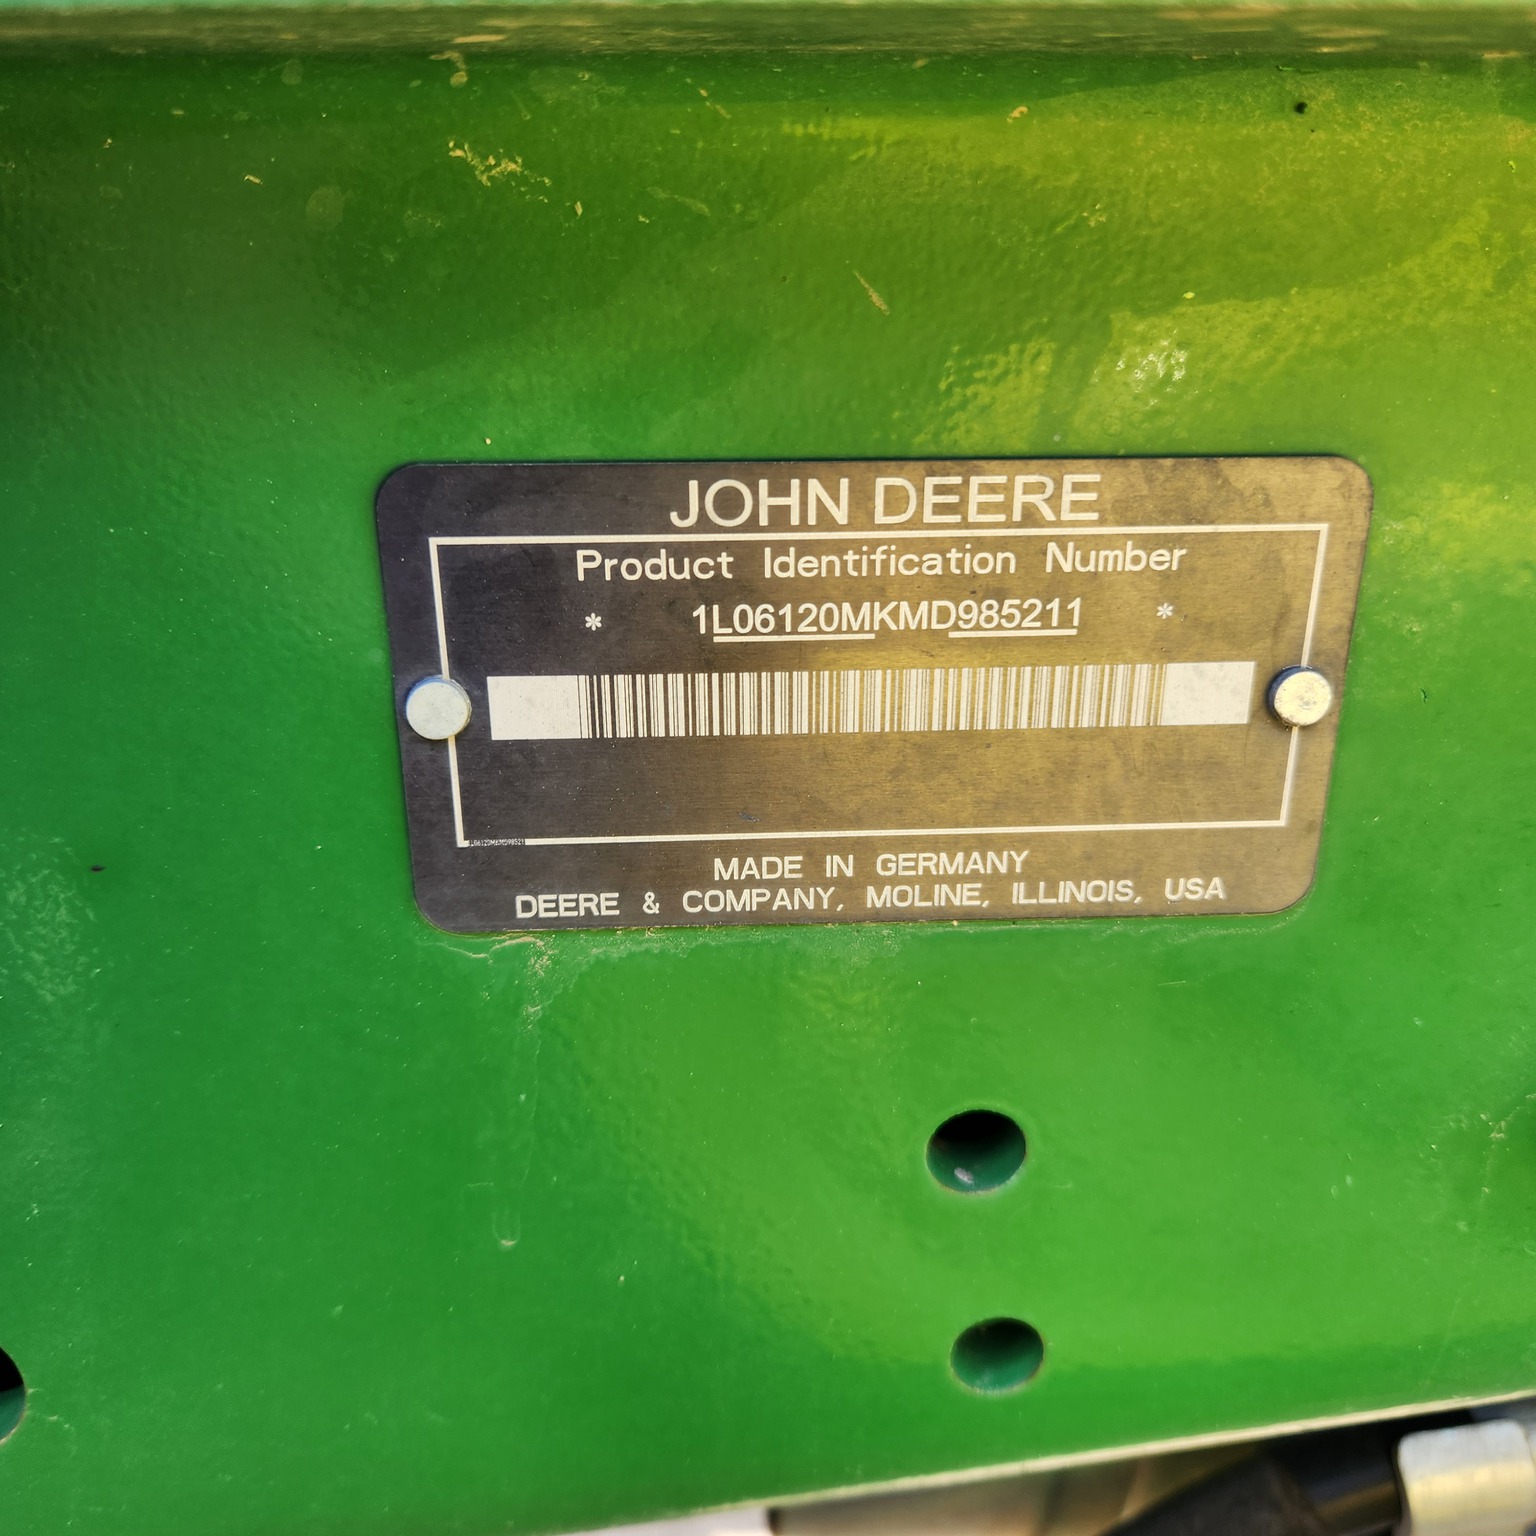 JOHN DEERE
Product Identification Number
* 1L06120MKMD985211 *
MADE IN GERMANY
DEERE & COMPANY, MOLINE, ILLINOIS, USA